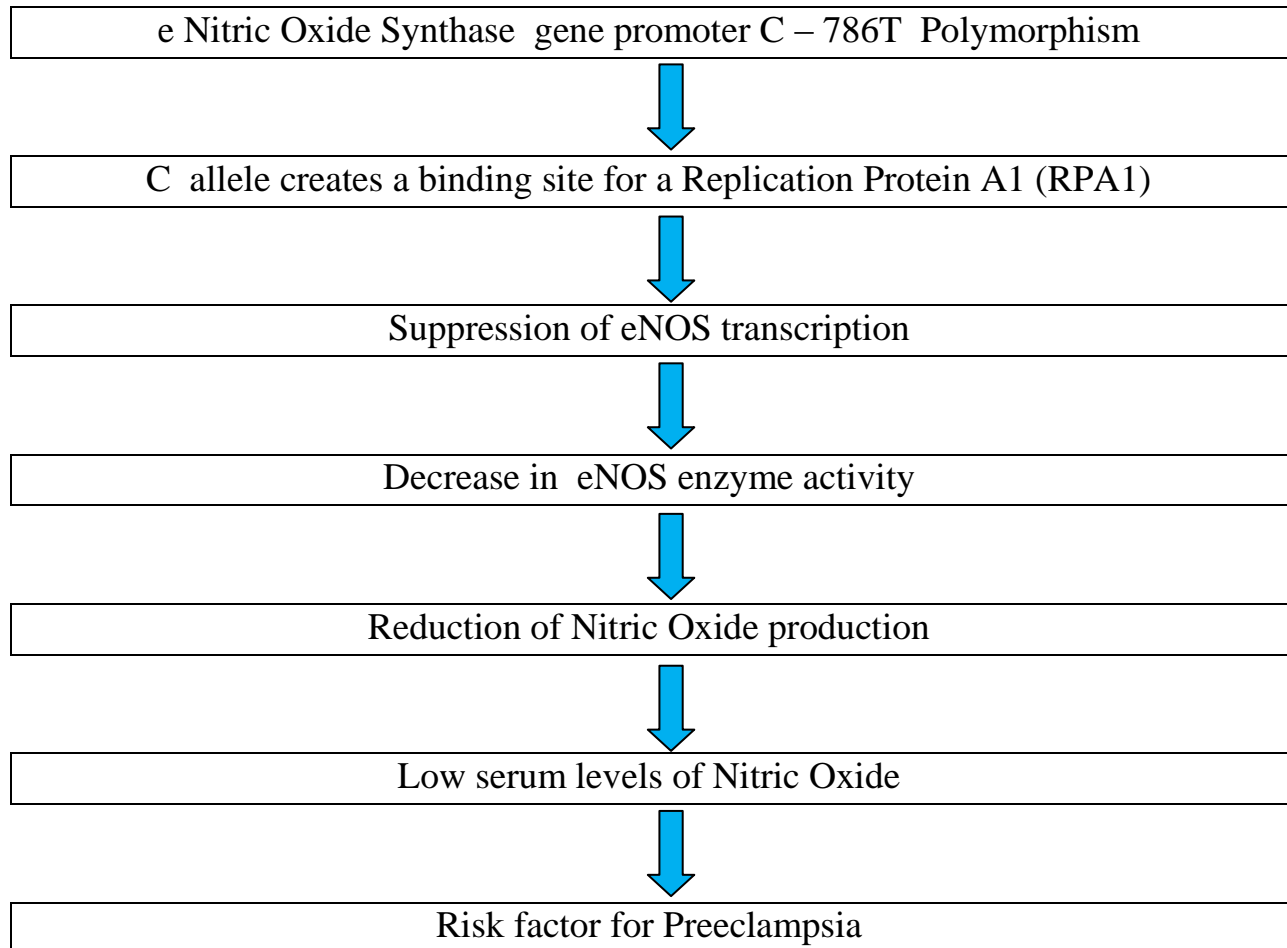 e Nitric Oxide Synthase gene promoter C – 786T Polymorphism
C allele creates a binding site for a Replication Protein A1 (RPA1)
Suppression of eNOS transcription
Decrease in eNOS enzyme activity
Reduction of Nitric Oxide production
Low serum levels of Nitric Oxide
Risk factor for Preeclampsia